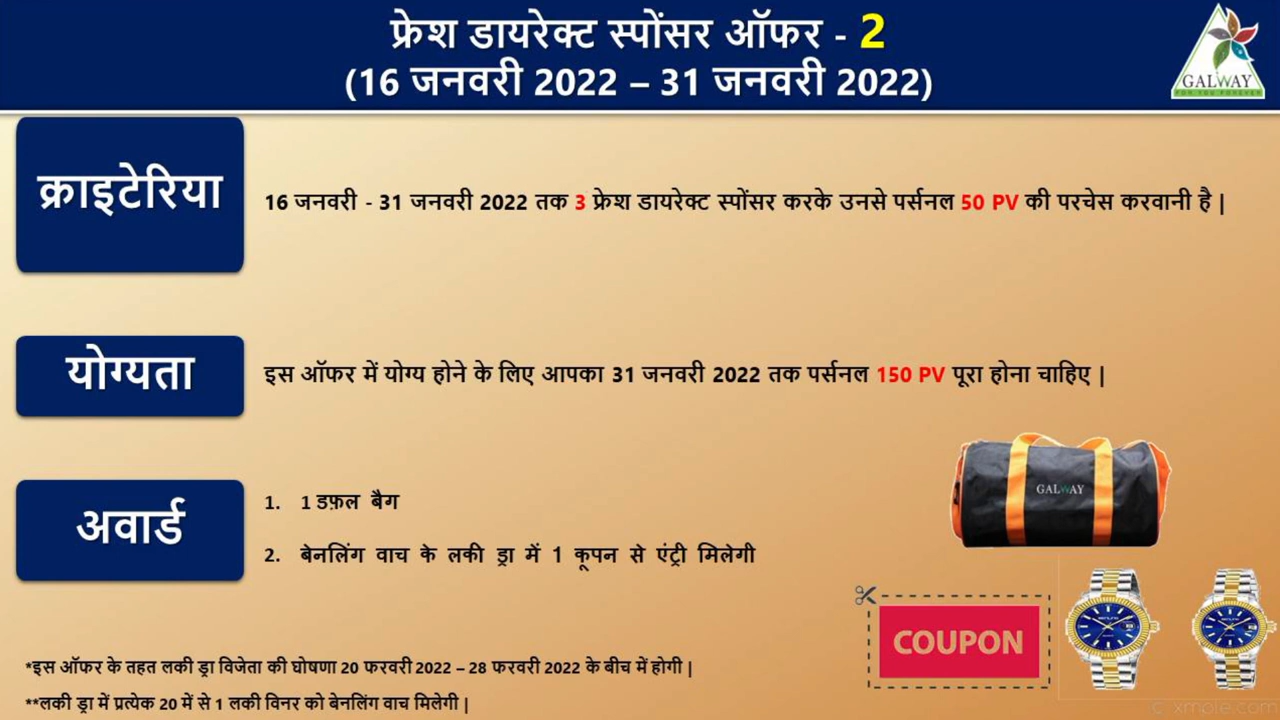 फ्रेश डायरेक्ट स्पोंसर ऑफर - 2
(16 जनवरी 2022 – 31 जनवरी 2022)
GALWAY
FOR YOU FOREVER
क्राइटेरिया
16 जनवरी - 31 जनवरी 2022 तक 3 फ्रेश डायरेक्ट स्पोंसर करके उनसे पर्सनल 50 PV की परचेस करवानी है |
योग्यता
इस ऑफर में योग्य होने के लिए आपका 31 जनवरी 2022 तक पर्सनल 150 PV पूरा होना चाहिए |
अवार्ड
1. 1 डफ़ल बैग
2. बेनलिंग वाच के लकी ड्रा में 1 कूपन से एंट्री मिलेगी
GALWAY
COUPON
*इस ऑफर के तहत लकी ड्रा विजेता की घोषणा 20 फरवरी 2022 – 28 फरवरी 2022 के बीच में होगी |
**लकी ड्रा में प्रत्येक 20 में से 1 लकी विनर को बेनलिंग वाच मिलेगी |